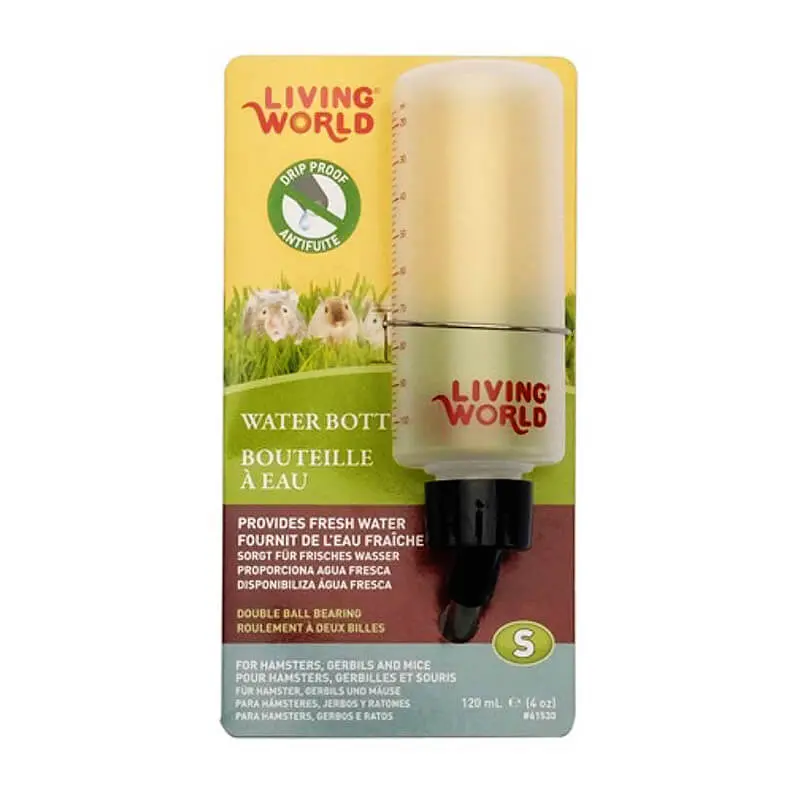 LIVING
WORLD®
DRIP PROOF
ANTIFUITE
WATER BOTT
BOUTEILLE
À EAU
LIVING®
WORLD
PROVIDES FRESH WATER
FOURNIT DE L'EAU FRAÎCHE
SORGT FÜR FRISCHES WASSER
PROPORCIONA AGUA FRESCA
DISPONIBILIZA ÁGUA FRESCA
DOUBLE BALL BEARING
ROULEMENT À DEUX BILLES
S
FOR HAMSTERS, GERBILS AND MICE
POUR HAMSTERS, GERBILLES ET SOURIS
FÜR HAMSTER, GERBILS UND MÄUSE
PARA HÁMSTERES, JERBOS Y RATONES
PARA HAMSTERS, GERBOS E RATOS
120 mL ℮ (4 oz)
#61530